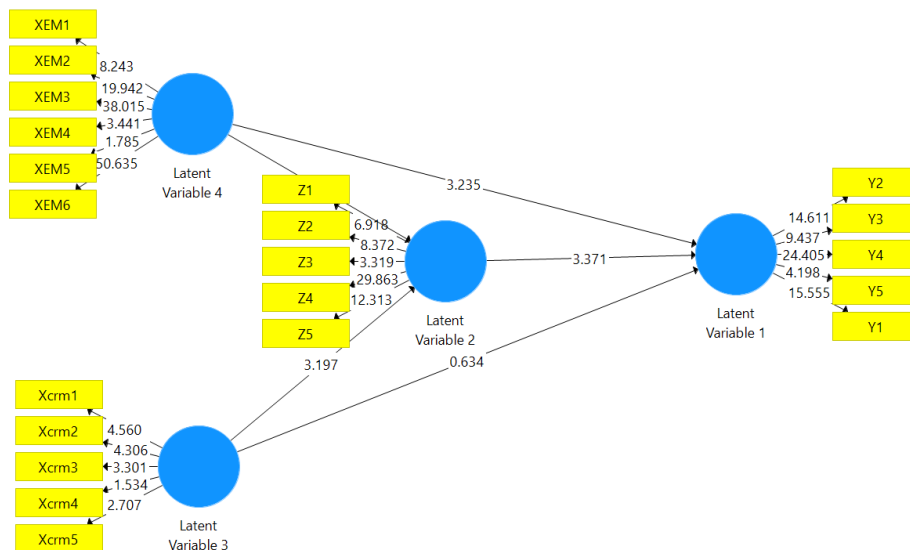 XEM1
XEM2
XEM3
XEM4
XEM5
XEM6
8.243
19.942
38.015
3.441
1.785
50.635
Latent
Variable 4
Z1
Z2
Z3
Z4
Z5
6.918
8.372
3.319
29.863
12.313
Latent
Variable 2
3.235
3.371
0.634
3.197
Y2
Y3
Y4
Y5
Y1
14.611
9.437
24.405
4.198
15.555
Latent
Variable 1
Xcrm1
Xcrm2
Xcrm3
Xcrm4
Xcrm5
4.560
4.306
3.301
1.534
2.707
Latent
Variable 3